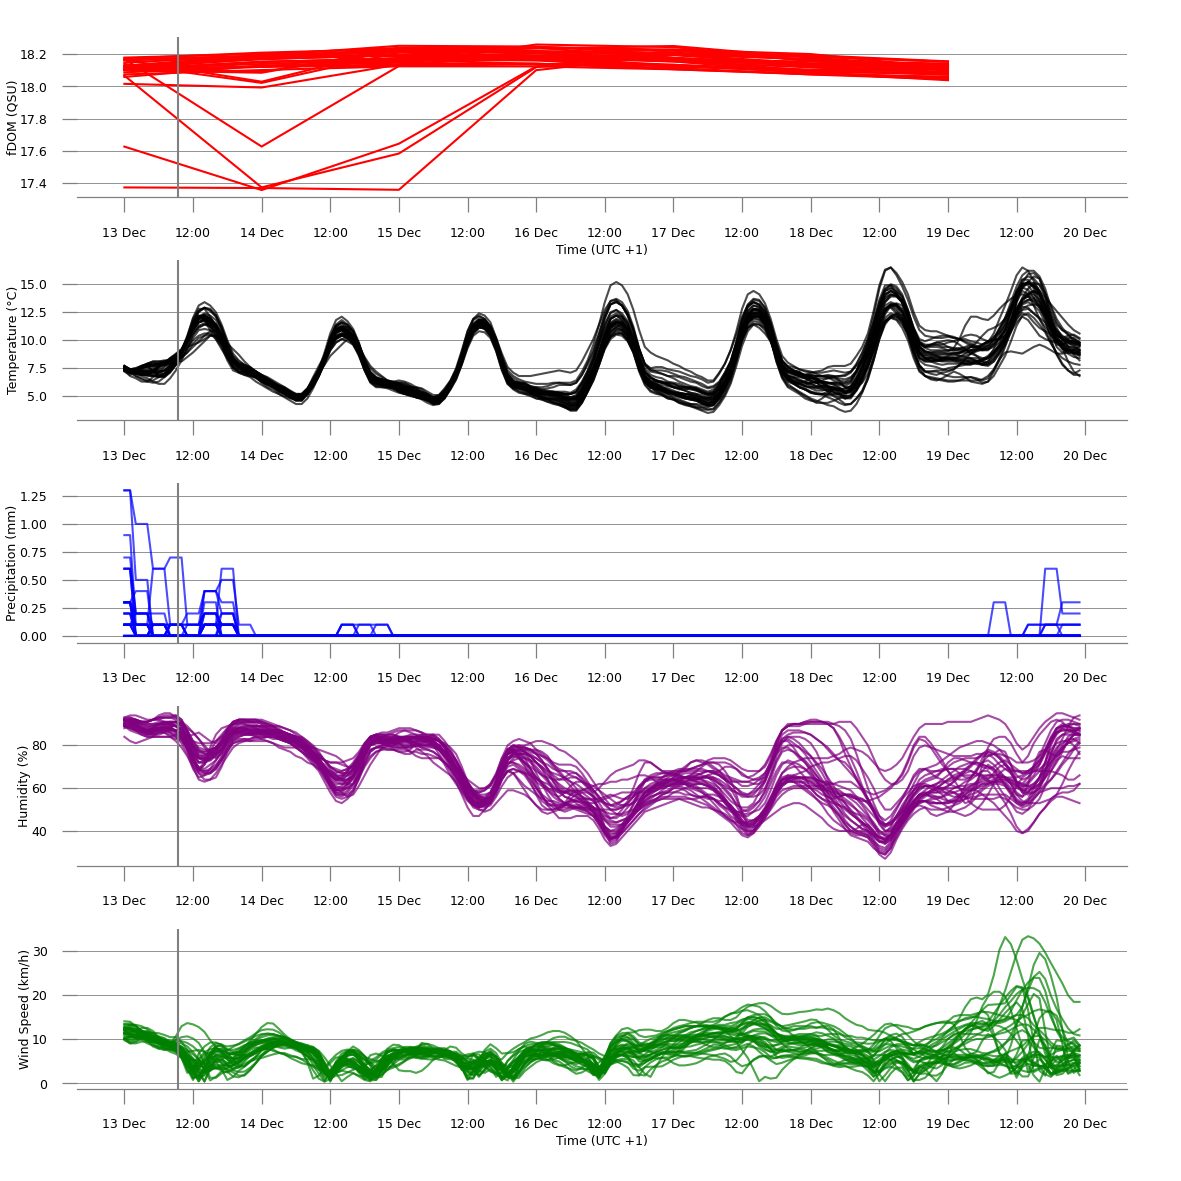 fDOM (QSU)
18.2
18.0
17.8
17.6
17.4
13 Dec 12:00 14 Dec 12:00 15 Dec 12:00 16 Dec 12:00 17 Dec 12:00 18 Dec 12:00 19 Dec 12:00 20 Dec
Time (UTC +1)
Temperature (°C)
15.0
12.5
10.0
7.5
5.0
13 Dec 12:00 14 Dec 12:00 15 Dec 12:00 16 Dec 12:00 17 Dec 12:00 18 Dec 12:00 19 Dec 12:00 20 Dec
Precipitation (mm)
1.25
1.00
0.75
0.50
0.25
0.00
13 Dec 12:00 14 Dec 12:00 15 Dec 12:00 16 Dec 12:00 17 Dec 12:00 18 Dec 12:00 19 Dec 12:00 20 Dec
Humidity (%)
80
60
40
13 Dec 12:00 14 Dec 12:00 15 Dec 12:00 16 Dec 12:00 17 Dec 12:00 18 Dec 12:00 19 Dec 12:00 20 Dec
Wind Speed (km/h)
30
20
10
0
13 Dec 12:00 14 Dec 12:00 15 Dec 12:00 16 Dec 12:00 17 Dec 12:00 18 Dec 12:00 19 Dec 12:00 20 Dec
Time (UTC +1)